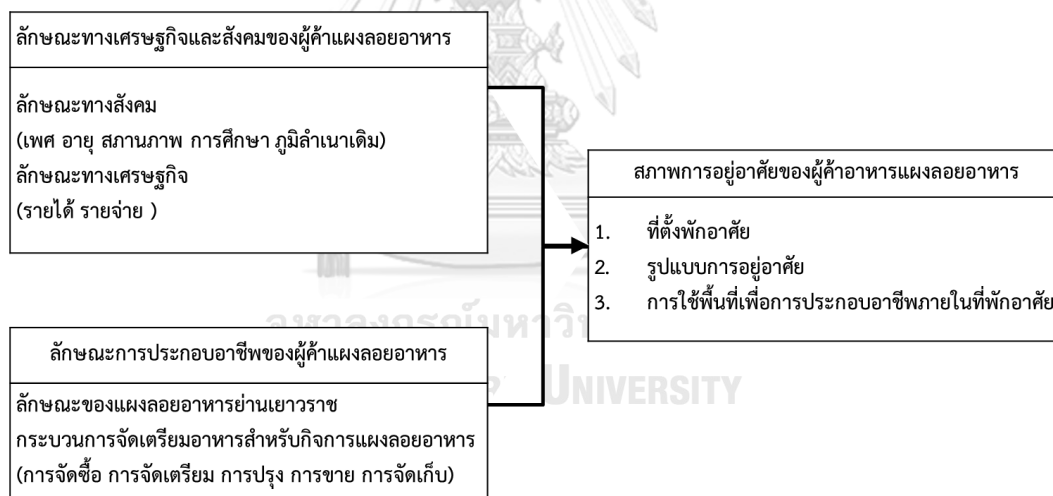 ลักษณะทางเศรษฐกิจและสังคมของผู้ค้าแผงลอยอาหาร
ลักษณะทางสังคม
(เพศ อายุ สถานภาพ การศึกษา ภูมิลำเนาเดิม)
ลักษณะทางเศรษฐกิจ
(รายได้ รายจ่าย )
สภาพการอยู่อาศัยของผู้ค้าอาหารแผงลอยอาหาร
1. ที่ตั้งพักอาศัย
2. รูปแบบการอยู่อาศัย
3. การใช้พื้นที่เพื่อการประกอบอาชีพภายในที่พักอาศัย
ลักษณะการประกอบอาชีพของผู้ค้าแผงลอยอาหาร
ลักษณะของแผงลอยอาหารย่านเยาวราช
กระบวนการจัดเตรียมอาหารสำหรับกิจการแผงลอยอาหาร
(การจัดซื้อ การจัดเตรียม การปรุง การขาย การจัดเก็บ)
UNIVERSITY